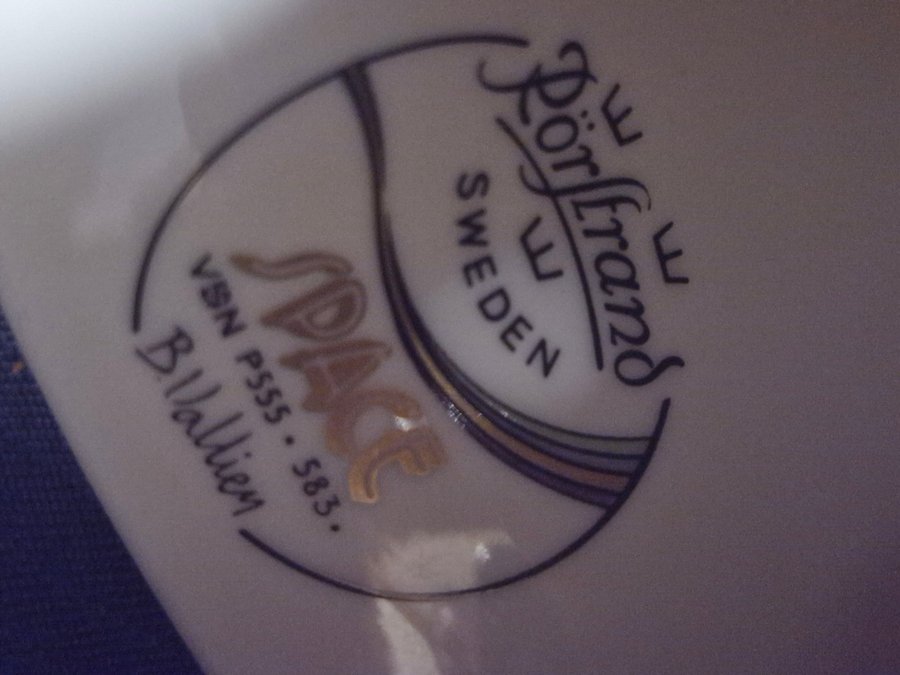 Rörstrand
SWEDEN
SPACE
VBN PSSS. 583.
B. Vallien